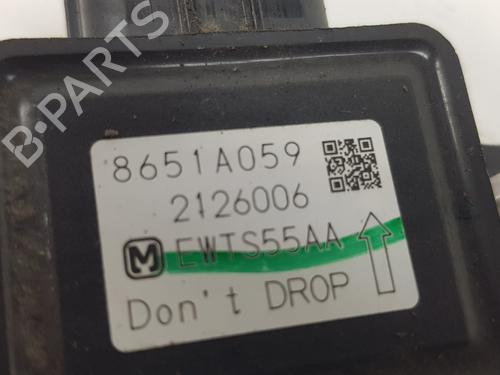 8651A059
2126006
M EWTS55AA
Don't DROP
B-PARTS